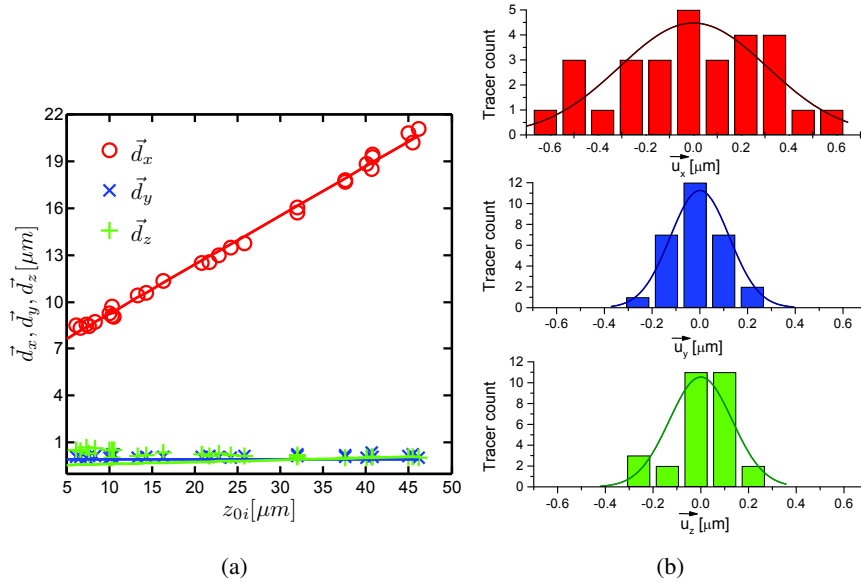 22
19
16
13
10
7
4
1
d⃗x, d⃗y, d⃗z [μm]
d⃗x
d⃗y
d⃗z
5 10 15 20 25 30 35 40 45 50
z0i[μm]
(a)
5
4
3
2
1
0
Tracer count
-0.6 -0.4 -0.2 0.0 0.2 0.4 0.6
u⃗x [μm]
12
10
8
6
4
2
0
Tracer count
-0.6 -0.4 -0.2 0.0 0.2 0.4 0.6
u⃗y [μm]
12
10
8
6
4
2
0
Tracer count
-0.6 -0.4 -0.2 0.0 0.2 0.4 0.6
u⃗z [μm]
(b)